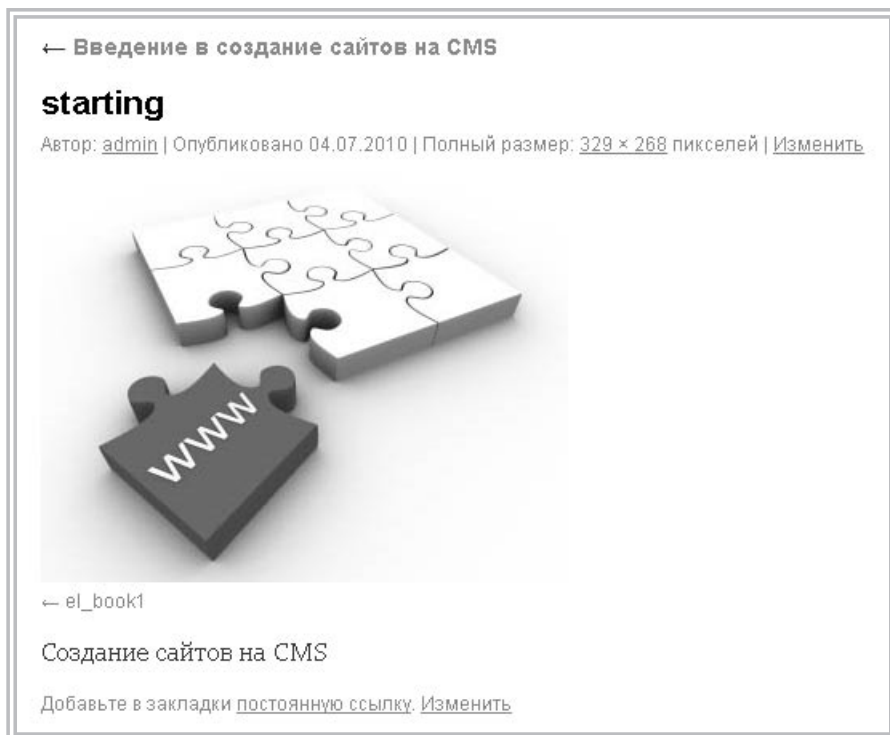 ← Введение в создание сайтов на CMS
starting
Автор: admin | Опубликовано 04.07.2010 | Полный размер: 329 × 268 пикселей | Изменить
www
← el_book1
Создание сайтов на CMS
Добавьте в закладки постоянную ссылку. Изменить